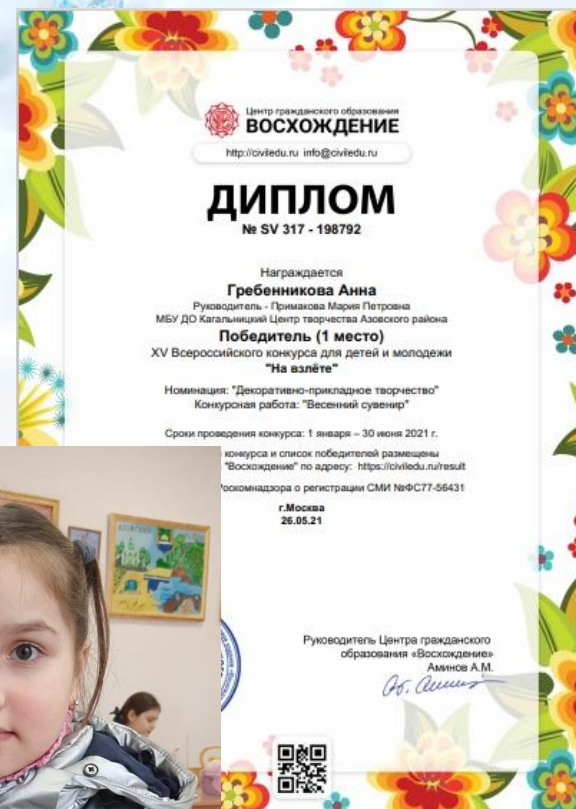 Центр гражданского образования
ВОСХОЖДЕНИЕ
http://civiledu.ru info@civiledu.ru
ДИПЛОМ
№ SV 317 - 198792
Награждается
Гребенникова Анна
Руководитель - Примакова Мария Петровна
МБУ ДО Кагальницкий Центр творчества Азовского района
Победитель (1 место)
XV Всероссийского конкурса для детей и молодежи
"На взлёте"
Номинация: "Декоративно-прикладное творчество"
Конкурсная работа: "Весенний сувенир"
Сроки проведения конкурса: 1 января – 30 июня 2021 г.
конкурса и список победителей размещены
"Восхождение" по адресу: https://civiledu.ru/result
Роскомнадзора о регистрации СМИ №ФС77-56431
г.Москва
26.05.21
Руководитель Центра гражданского
образования «Восхождение»
Аминов А.М.